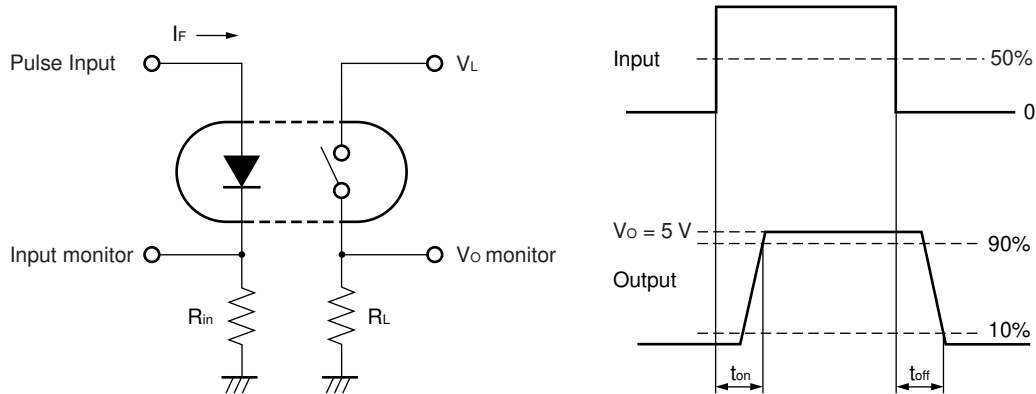 IF
Pulse Input
VL
Input monitor
VO monitor
Rin
RL
Input
50%
0
VO = 5 V
90%
Output
10%
ton
toff